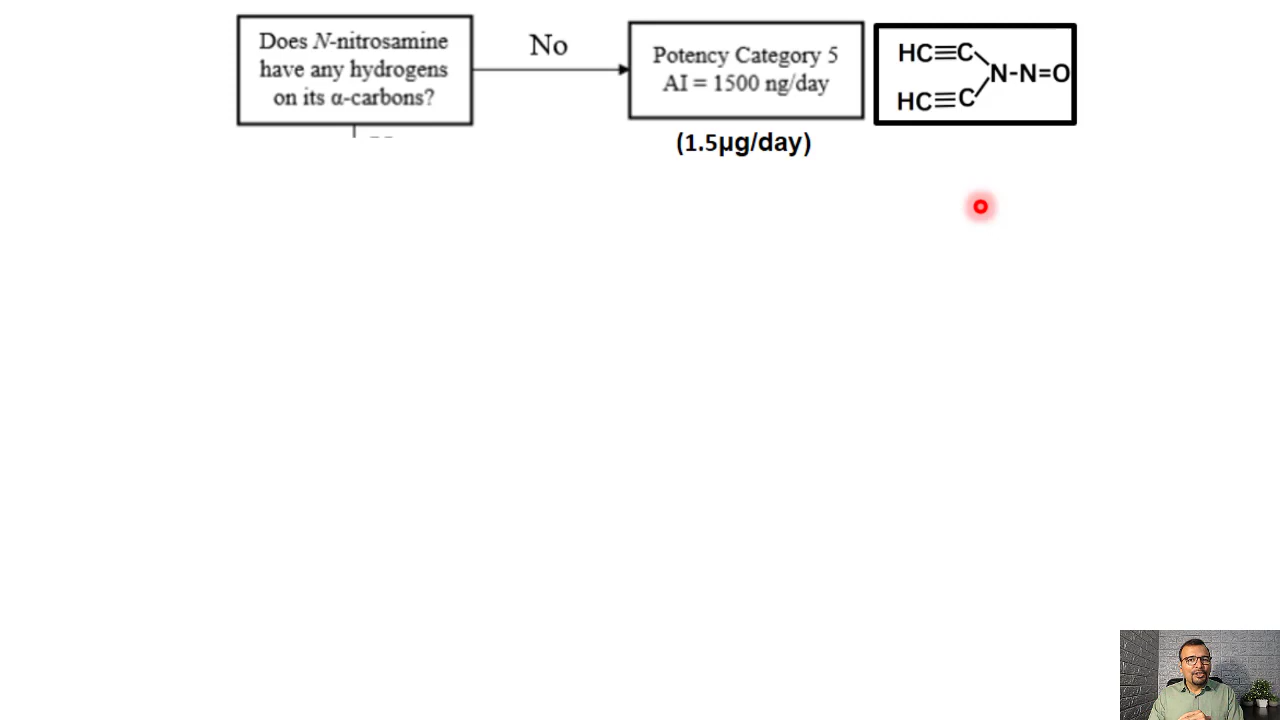 Does N-nitrosamine
have any hydrogens
on its α-carbons?
No
Potency Category 5
AI = 1500 ng/day
(1.5µg/day)
HC≡C
N-N=O
HC≡C